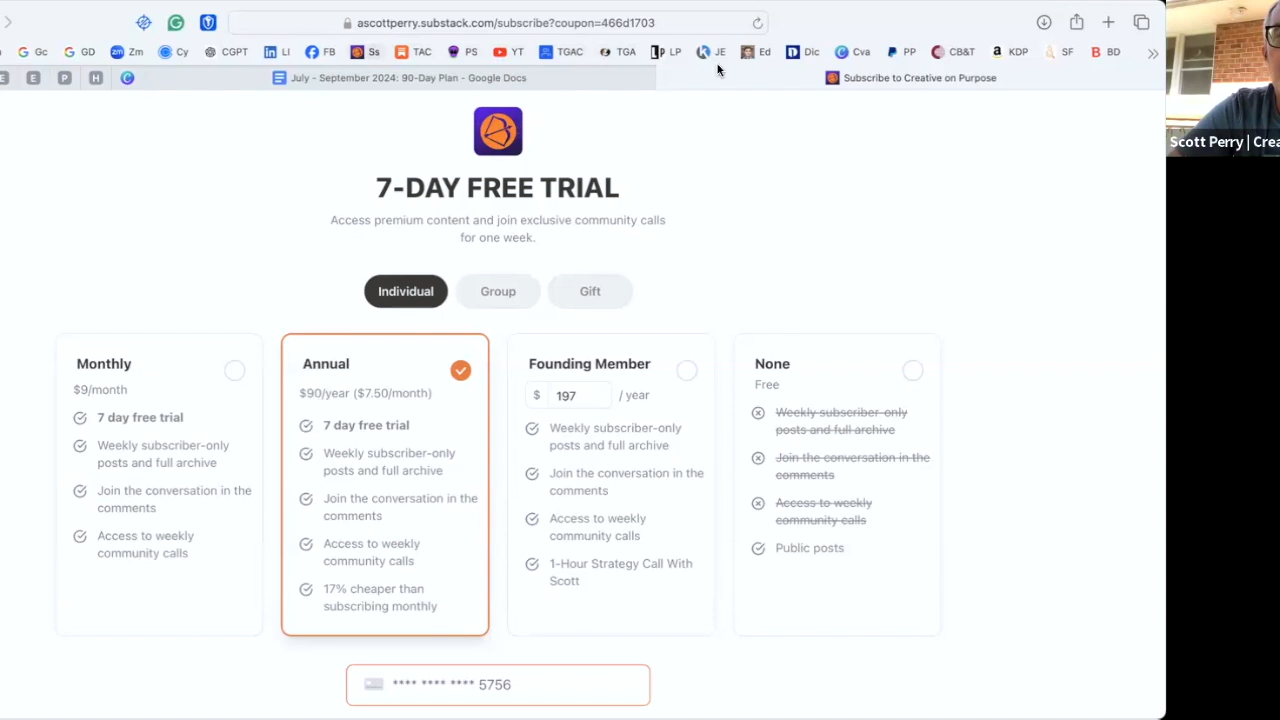 ascottperry.substack.com/subscribe?coupon=466d1703
Gc GD Zm Cy CGPT LI FB Ss TAC PS YT TGAC TGA LP JE Ed Dic Cva PP CB&T KDP SF BD
E P H July - September 2024: 90-Day Plan - Google Docs Subscribe to Creative on Purpose
Scott Perry | Crea
7-DAY FREE TRIAL
Access premium content and join exclusive community calls
for one week.
Individual Group Gift
Monthly
$9/month
7 day free trial
Weekly subscriber-only
posts and full archive
Join the conversation in the
comments
Access to weekly
community calls
Annual
$90/year ($7.50/month)
7 day free trial
Weekly subscriber-only
posts and full archive
Join the conversation in the
comments
Access to weekly
community calls
17% cheaper than
subscribing monthly
Founding Member
$ 197 / year
Weekly subscriber-only
posts and full archive
Join the conversation in the
comments
Access to weekly
community calls
1-Hour Strategy Call With
Scott
None
Free
Weekly subscriber-only
posts and full archive
Join the conversation in the
comments
Access to weekly
community calls
Public posts
**** **** **** 5756